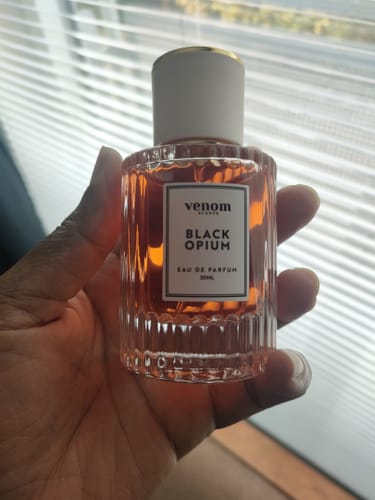 venom
SCENTS
BLACK
OPIUM
EAU DE PARFUM
50ML